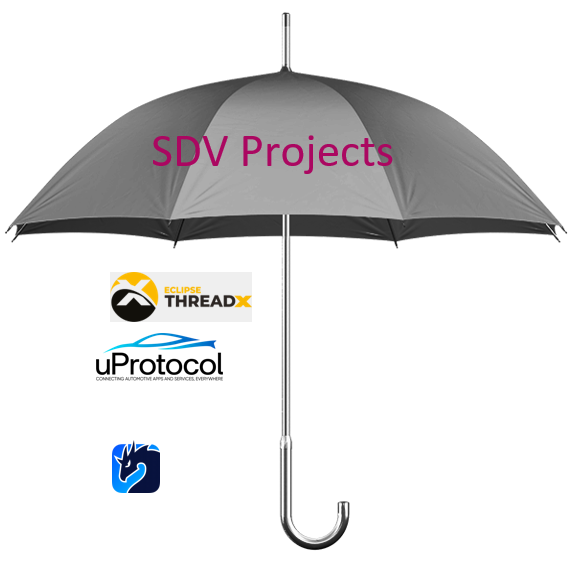 SDV Projects
ECLIPSE
THREADX
uProtocol
CONNECTING AUTOMOTIVE APPS AND SERVICES, EVERYWHERE